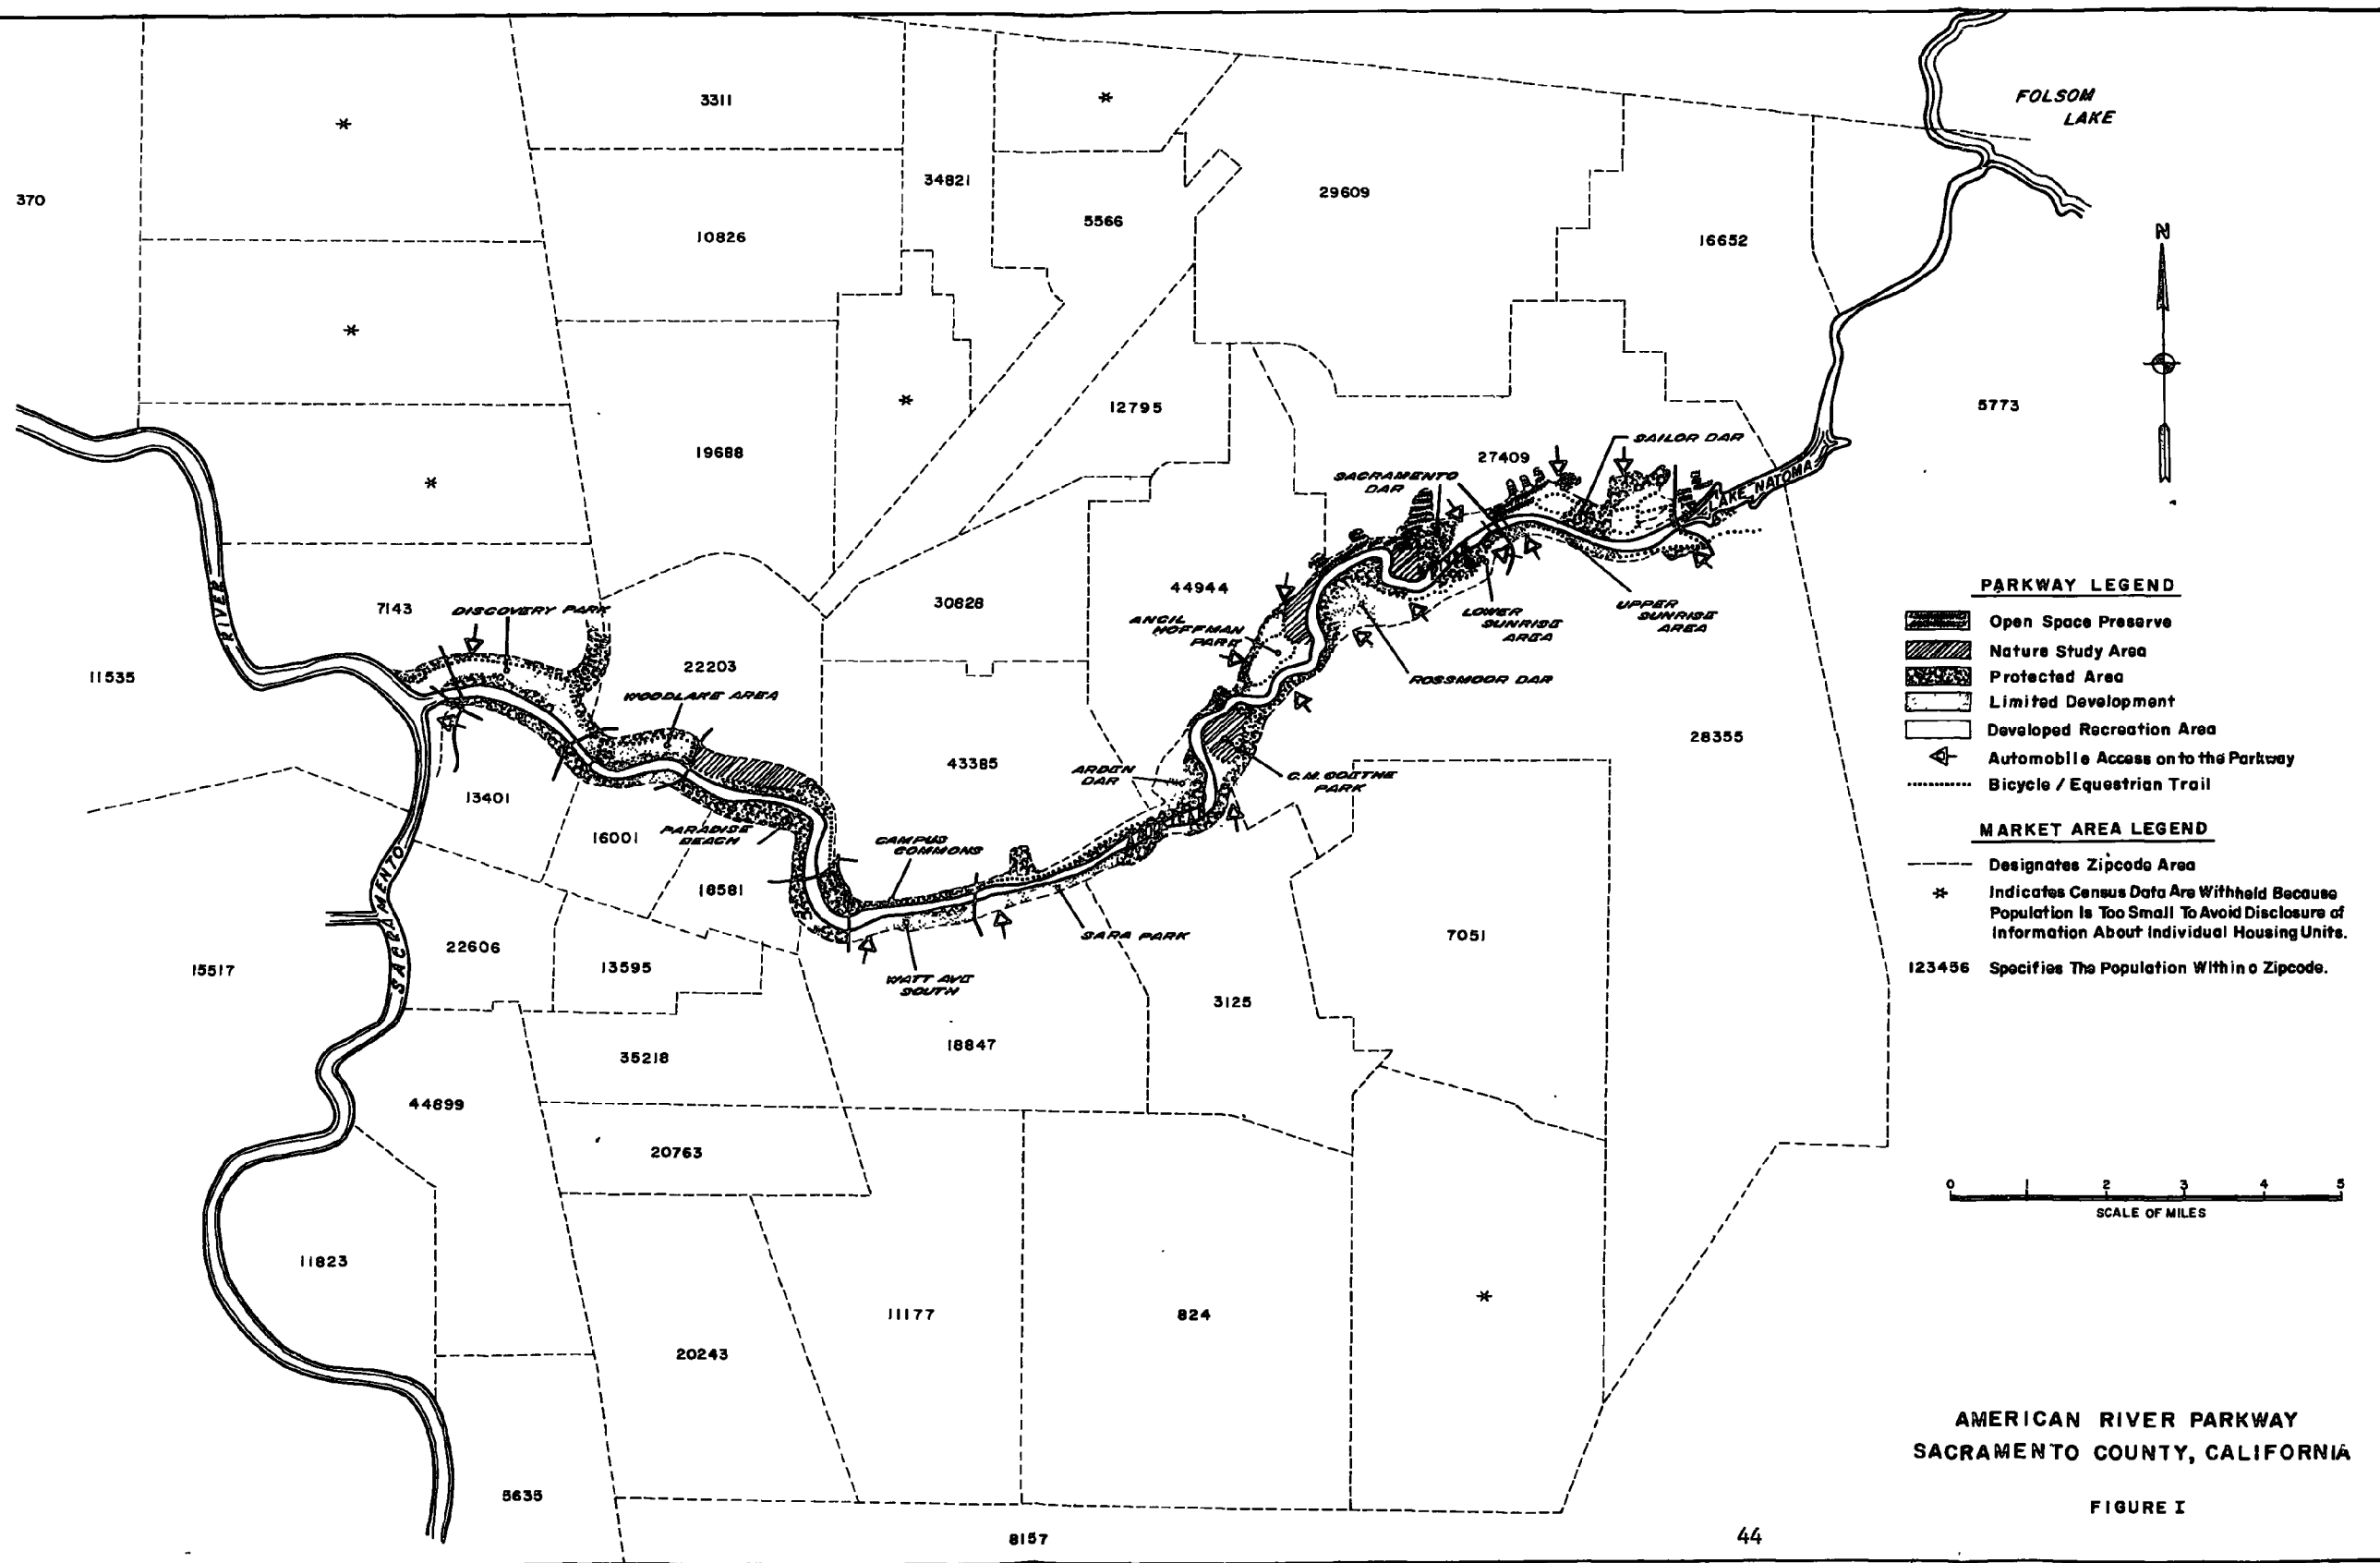 FOLSOM
LAKE
3311
*
*
34821
29609
370
5566
10826
16652
N
*
*
12795
5773
19688
SAILOR BAR
27409
SACRAMENTO
BAR
*
LAKE NATOMA
PARKWAY LEGEND
Open Space Preserve
Nature Study Area
Protected Area
Limited Development
Developed Recreation Area
Automobile Access onto the Parkway
Bicycle / Equestrian Trail
MARKET AREA LEGEND
Designates Zipcode Area
* Indicates Census Data Are Withheld Because
Population Is Too Small To Avoid Disclosure of
Information About Individual Housing Units.
123456 Specifies The Population Within a Zipcode.
RIVER
7143
DISCOVERY PARK
30828
44944
ANCIL
HOFFMAN
PARK
LOWER
SUNRISE
AREA
UPPER
SUNRISE
AREA
11535
22203
WOODLAKE AREA
ROSSMOOR BAR
28355
43385
ARDEN
BAR
C.M. GOETHE
PARK
13401
16001
PARADISE
BEACH
CAMPUS
COMMONS
18581
SACRAMENTO
22606
13595
SARA PARK
7051
15517
WATT AVE
SOUTH
3125
35218
18847
44899
20763
0 1 2 3 4 5
SCALE OF MILES
11823
*
11177
824
20243
AMERICAN RIVER PARKWAY
SACRAMENTO COUNTY, CALIFORNIA
5635
FIGURE I
8157
44